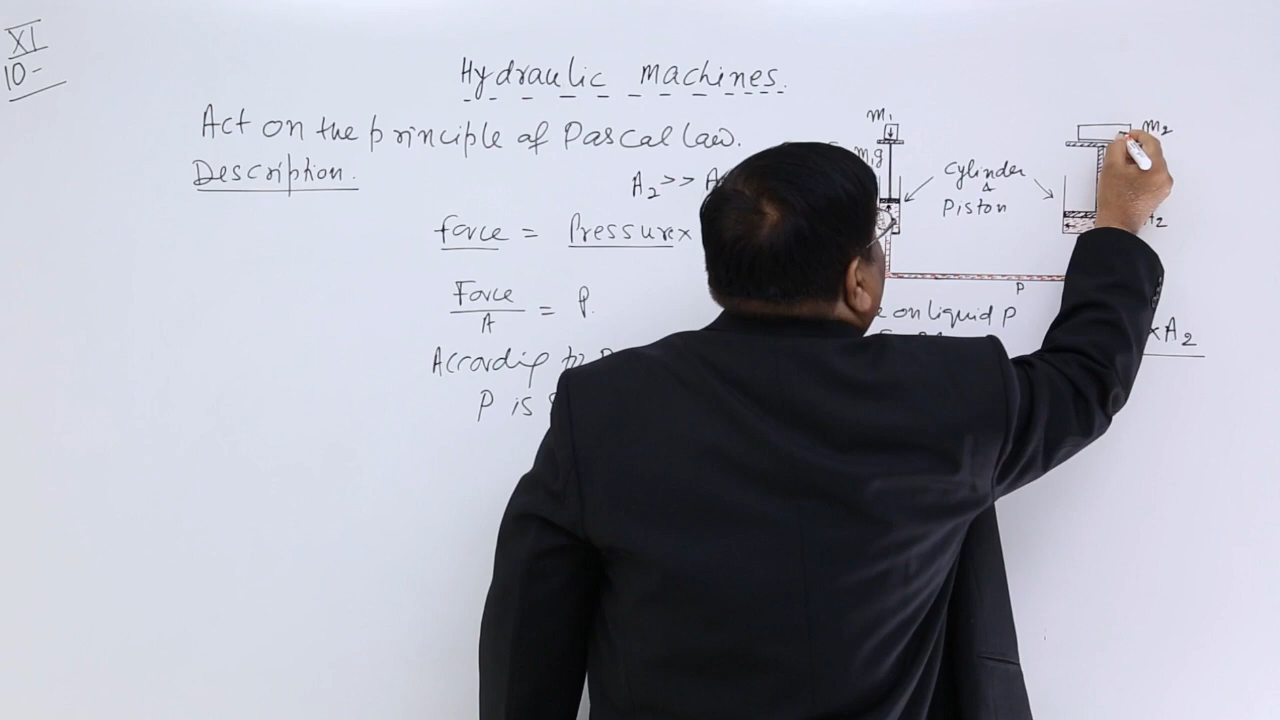 XI
10-
Hydraulic machines.
Act on the principle of Pascal law.
Description.
A₂ >> A
force = Pressure ×
Force / A = P.
According to
P is
m₁
m₁g
Cylinder
&
Piston
m₂
P
on liquid P
×A₂